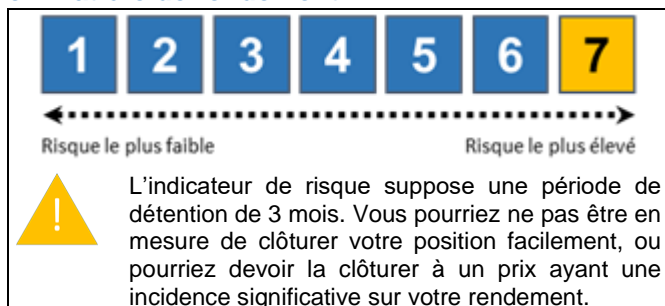 1 2 3 4 5 6 7
Risque le plus faible Risque le plus élevé
!
L'indicateur de risque suppose une période de
détention de 3 mois. Vous pourriez ne pas être en
mesure de clôturer votre position facilement, ou
pourriez devoir la clôturer à un prix ayant une
incidence significative sur votre rendement.